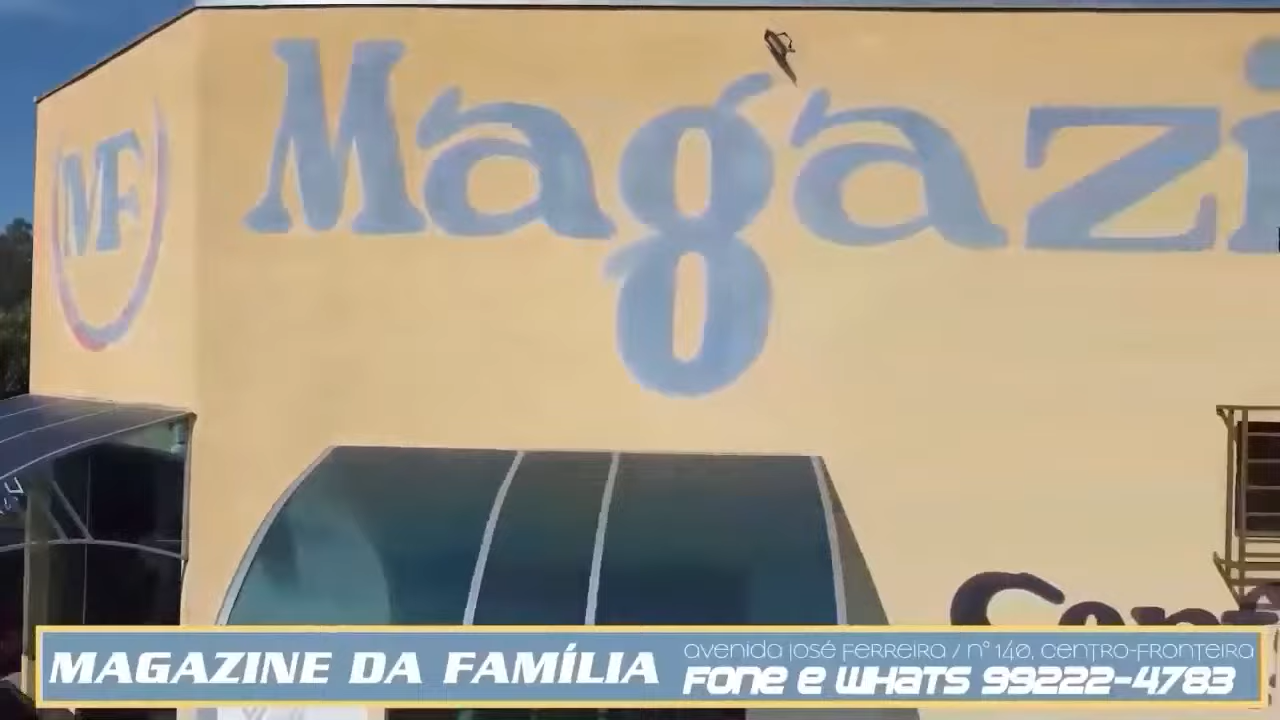 MF
Magazi
MAGAZINE DA FAMÍLIA
avenida José Ferreira / nº 140, Centro-Fronteira
Fone e Whats 99222-4783